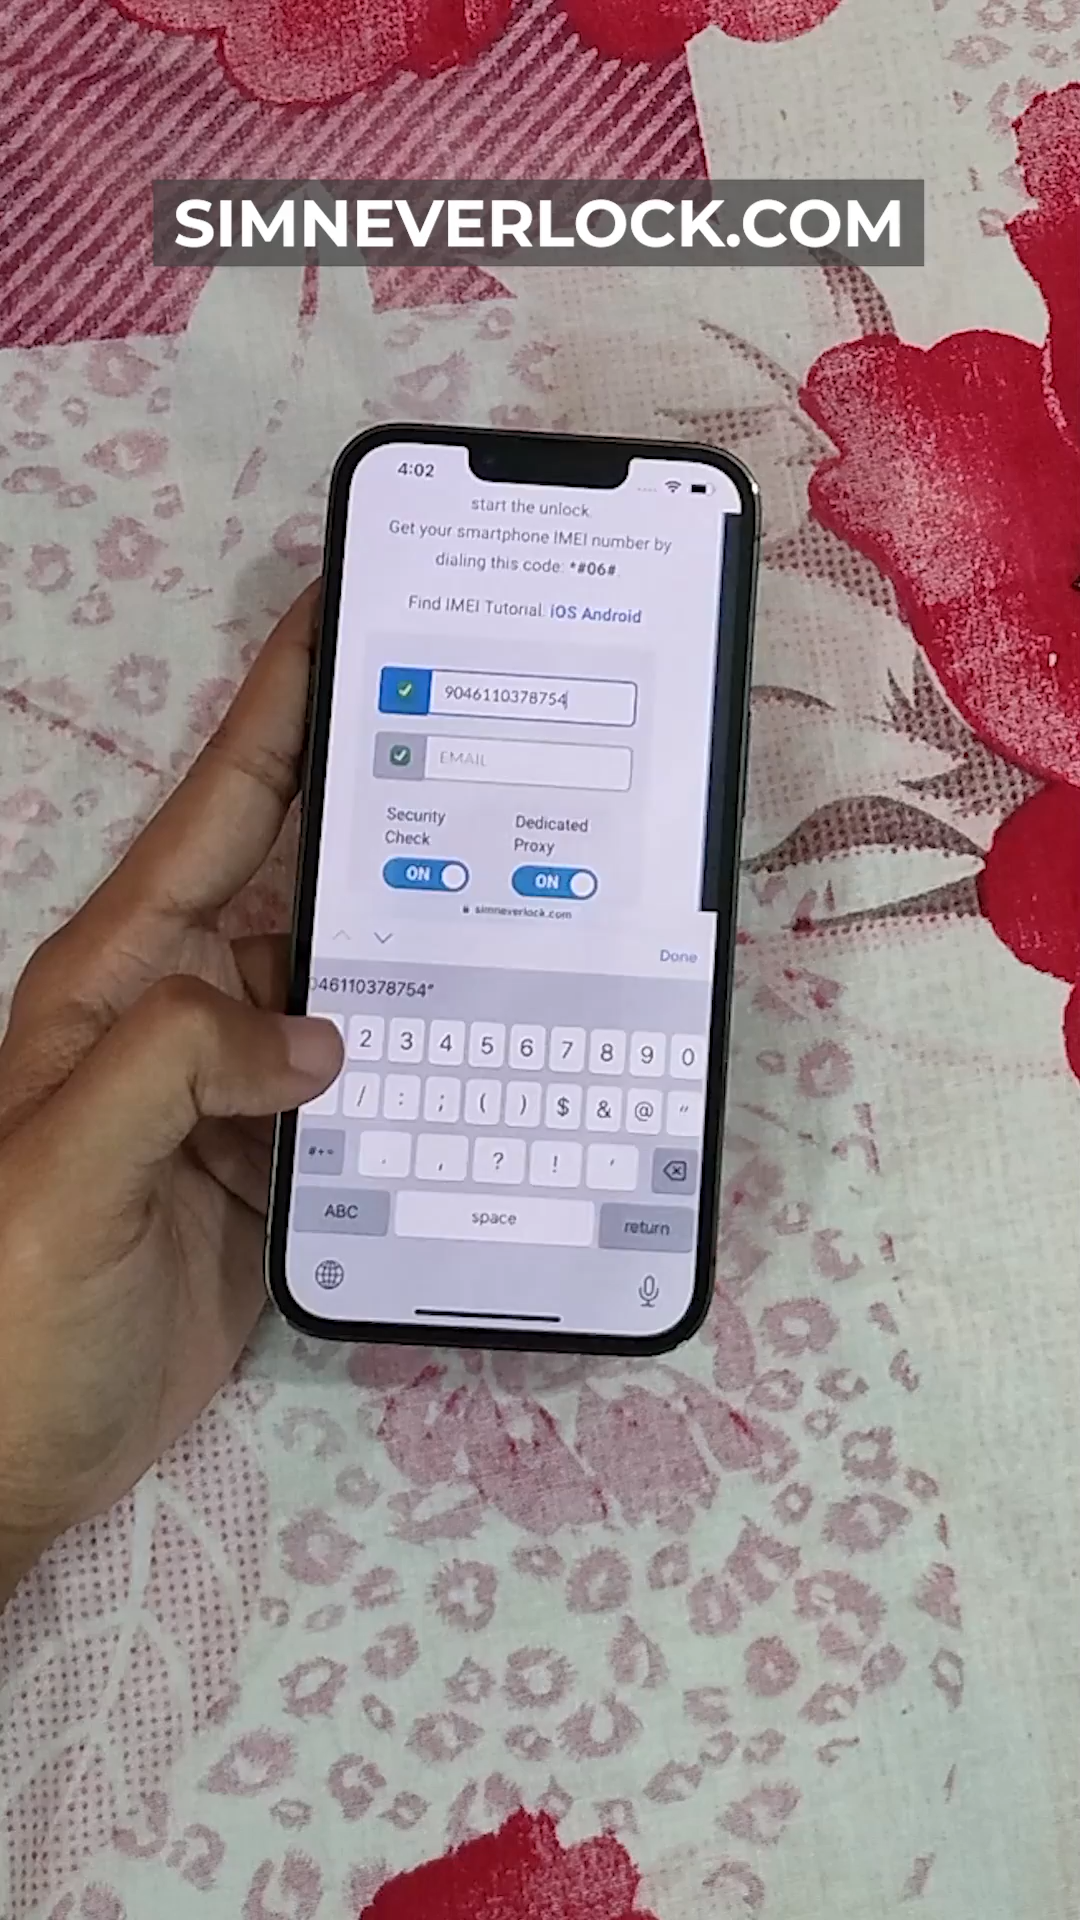 SIMNEVERLOCK.COM
4:02
start the unlock.
Get your smartphone IMEI number by
dialing this code: *#06#.
Find IMEI Tutorial: iOS Android
9046110378754
EMAIL
Security Check
Dedicated Proxy
ON
ON
simneverlock.com
Done
046110378754"
2 3 4 5 6 7 8 9 0
/ : ; ( ) $ & @ "
#+= . , ? ! '
ABC space return